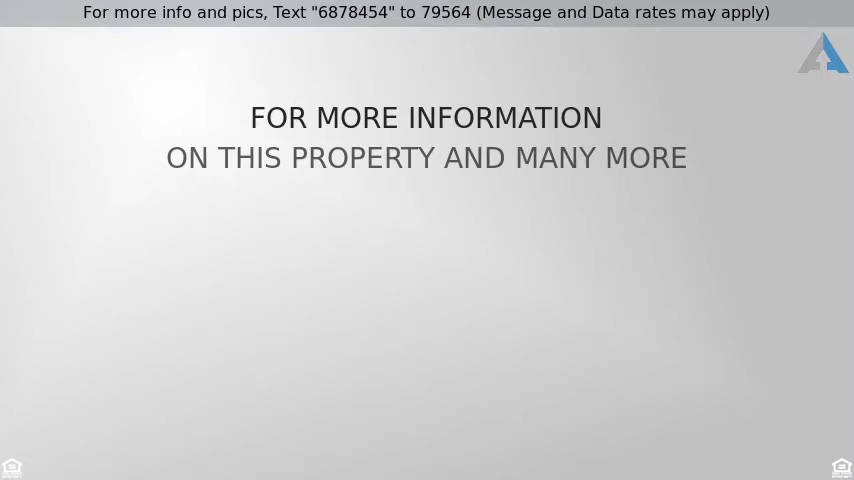 For more info and pics, Text "6878454" to 79564 (Message and Data rates may apply)
FOR MORE INFORMATION
ON THIS PROPERTY AND MANY MORE